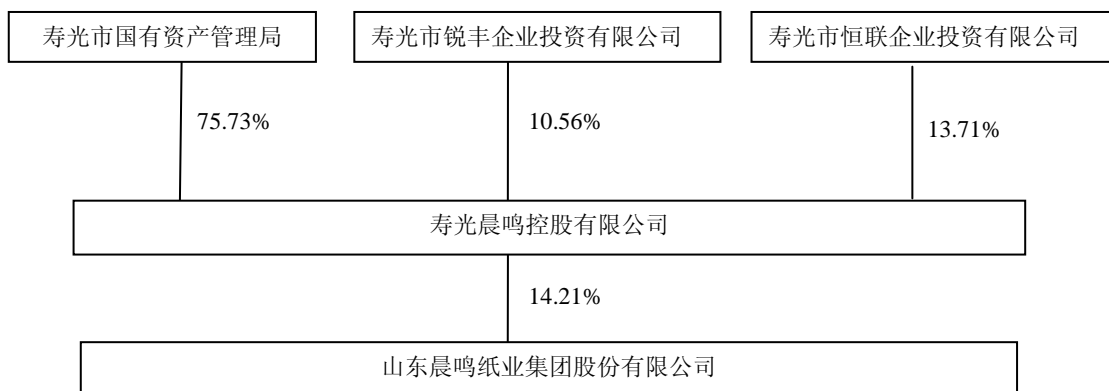 寿光市国有资产管理局
寿光市锐丰企业投资有限公司
寿光市恒联企业投资有限公司
75.73%
10.56%
13.71%
寿光晨鸣控股有限公司
14.21%
山东晨鸣纸业集团股份有限公司